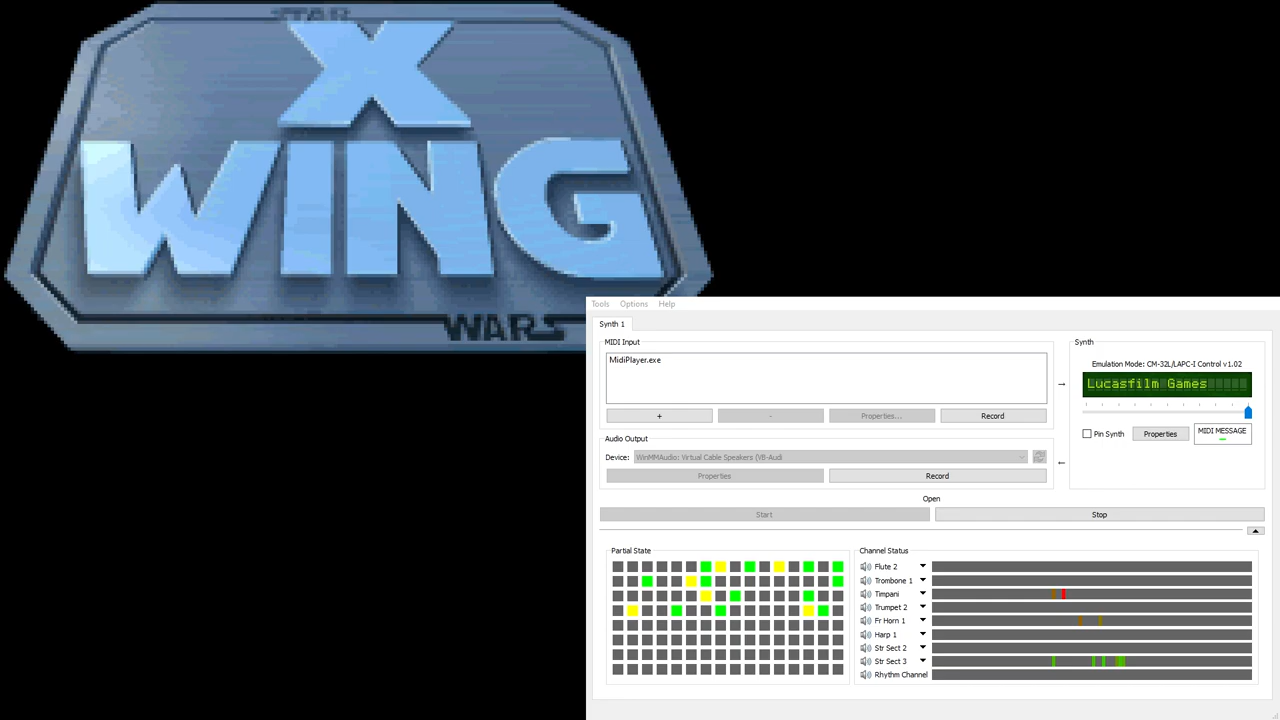 STAR
X
WING
WARS
Tools Options Help
Synth 1
MIDI Input
MidiPlayer.exe
+ - Properties... Record
Audio Output
Device: WinMMAudio: Virtual Cable Speakers (VB-Audi
Properties Record
Synth
Emulation Mode: CM-32L/LAPC-I Control v1.02
Lucasfilm Games
Pin Synth Properties MIDI MESSAGE
Open
Start Stop
Partial State
Channel Status
Flute 2
Trombone 1
Timpani
Trumpet 2
Fr Horn 1
Harp 1
Str Sect 2
Str Sect 3
Rhythm Channel